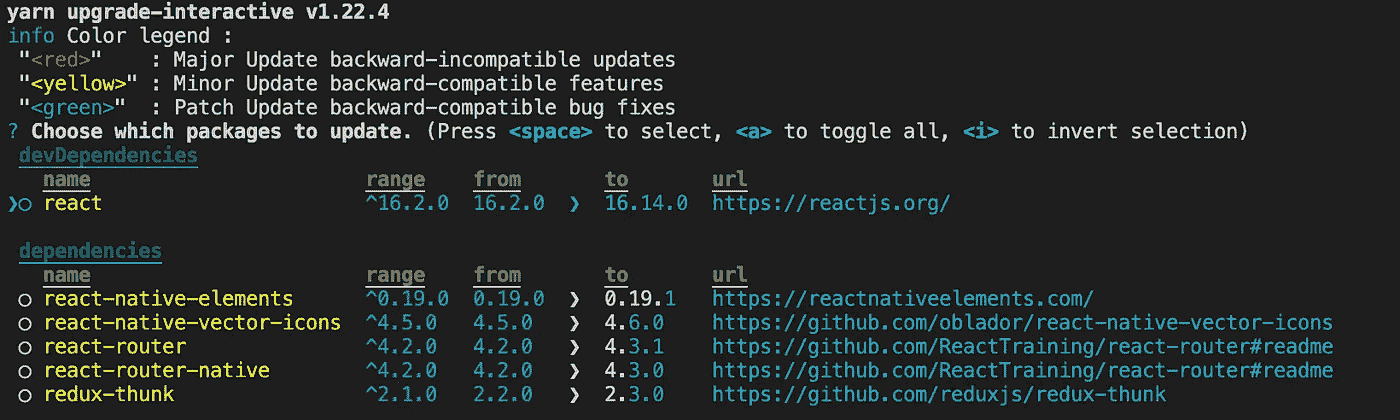 yarn upgrade-interactive v1.22.4
info Color legend :
"<red>" : Major Update backward-incompatible updates
"<yellow>" : Minor Update backward-compatible features
"<green>" : Patch Update backward-compatible bug fixes
? Choose which packages to update. (Press <space> to select, <a> to toggle all, <i> to invert selection)
devDependencies
name range from to url
❯○ react ^16.2.0 16.2.0 ❯ 16.14.0 https://reactjs.org/
dependencies
name range from to url
○ react-native-elements ^0.19.0 0.19.0 ❯ 0.19.1 https://reactnativeelements.com/
○ react-native-vector-icons ^4.5.0 4.5.0 ❯ 4.6.0 https://github.com/oblador/react-native-vector-icons
○ react-router ^4.2.0 4.2.0 ❯ 4.3.1 https://github.com/ReactTraining/react-router#readme
○ react-router-native ^4.2.0 4.2.0 ❯ 4.3.0 https://github.com/ReactTraining/react-router#readme
○ redux-thunk ^2.1.0 2.2.0 ❯ 2.3.0 https://github.com/reduxjs/redux-thunk